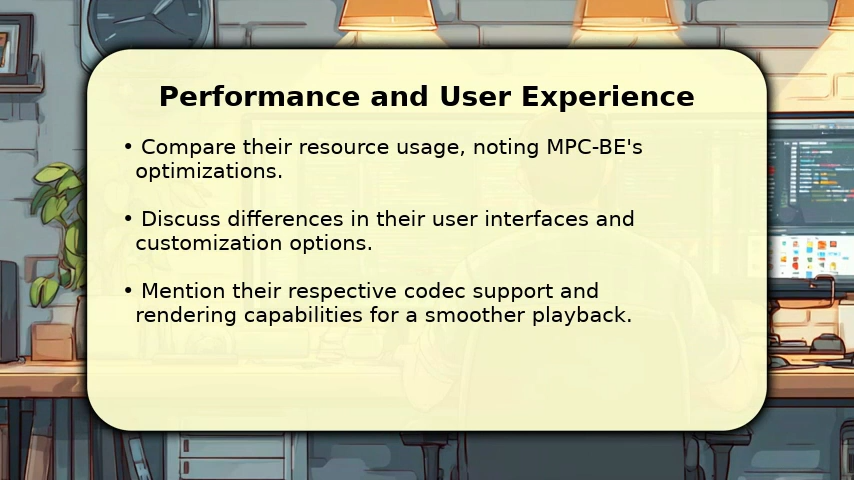 Performance and User Experience
• Compare their resource usage, noting MPC-BE's
optimizations.
• Discuss differences in their user interfaces and
customization options.
• Mention their respective codec support and
rendering capabilities for a smoother playback.